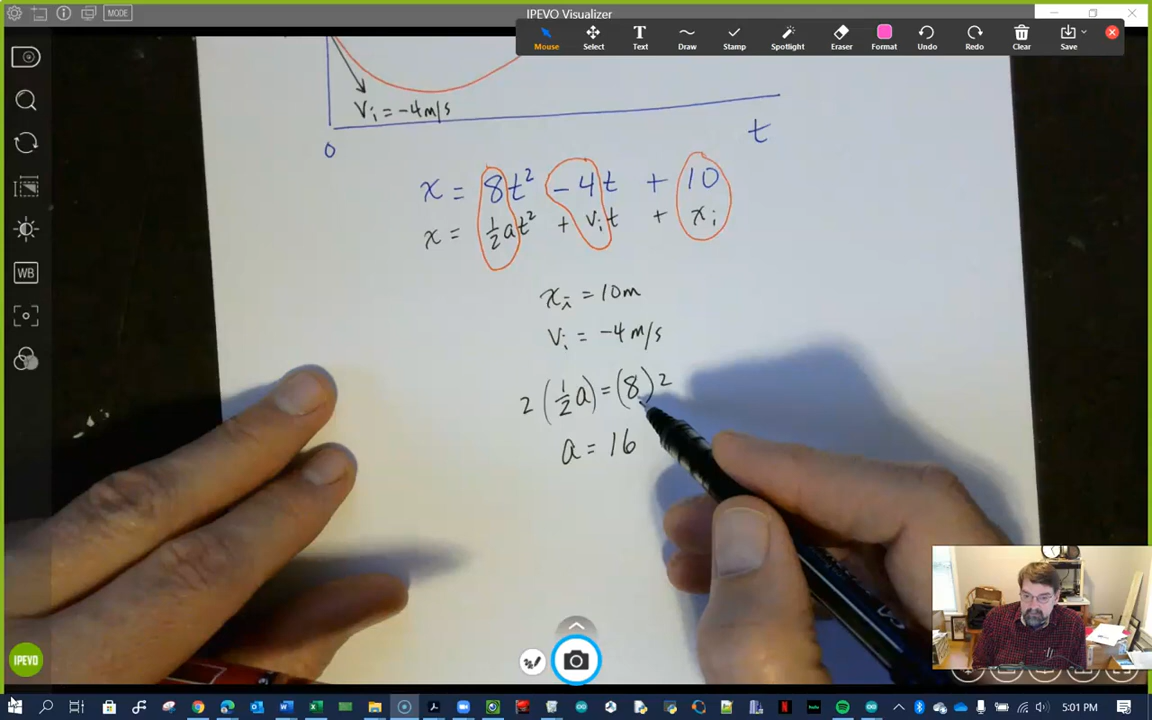 IPEVO Visualizer
MODE
Mouse Select Text Draw Stamp Spotlight Eraser Format Undo Redo Clear Save
Vi = -4 m/s
0
t
x = 8t² - 4t + 10
x = ½at² + Vit + xi
xi = 10m
Vi = -4 m/s
2 (½a) = (8) 2
a = 16
WB
IPEVO
5:01 PM